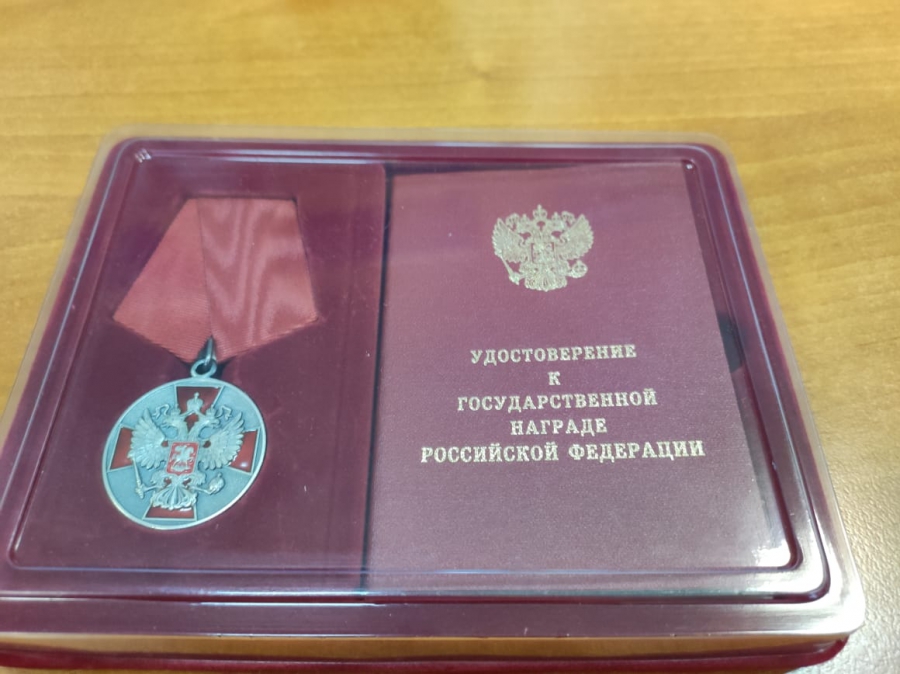 УДОСТОВЕРЕНИЕ
К
ГОСУДАРСТВЕННОЙ
НАГРАДЕ
РОССИЙСКОЙ ФЕДЕРАЦИИ